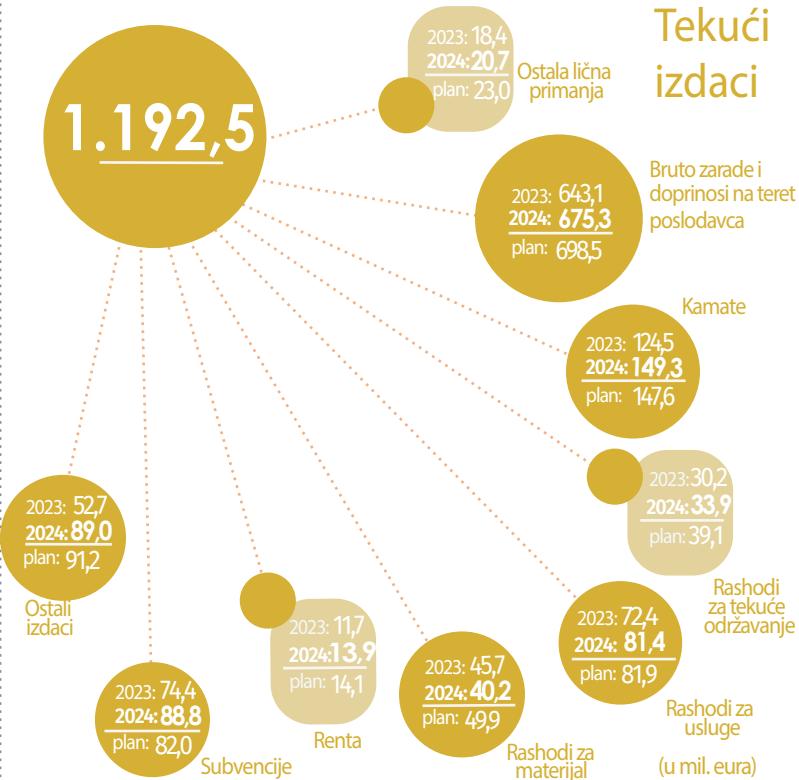 Tekući
izdaci
1.192,5
2023: 18,4
2024: 20,7
plan: 23,0
Ostala lična
primanja
2023: 643,1
2024: 675,3
plan: 698,5
Bruto zarade i
doprinosi na teret
poslodavca
Kamate
2023: 124,5
2024: 149,3
plan: 147,6
2023: 30,2
2024: 33,9
plan: 39,1
Rashodi
za tekuće
održavanje
2023: 72,4
2024: 81,4
plan: 81,9
Rashodi za
usluge
2023: 45,7
2024: 40,2
plan: 49,9
Rashodi za
materijal
2023: 11,7
2024: 13,9
plan: 14,1
Renta
2023: 74,4
2024: 88,8
plan: 82,0
Subvencije
2023: 52,7
2024: 89,0
plan: 91,2
Ostali
izdaci
(u mil. eura)